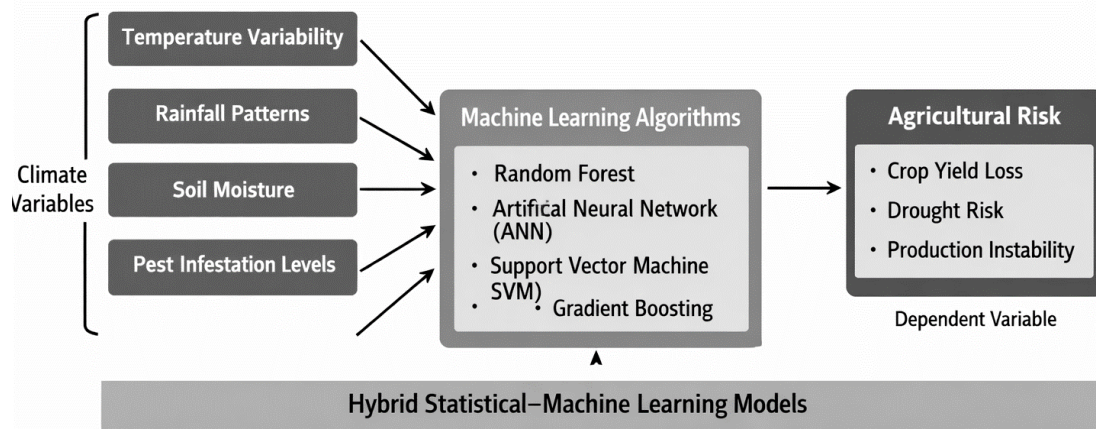 Temperature Variability
Rainfall Patterns
Climate
Variables
Soil Moisture
Pest Infestation Levels
Machine Learning Algorithms
• Random Forest
• Artifical Neural Network
(ANN)
• Support Vector Machine
SVM)
• • Gradient Boosting
Agricultural Risk
• Crop Yield Loss
• Drought Risk
• Production Instability
Dependent Variable
Hybrid Statistical–Machine Learning Models